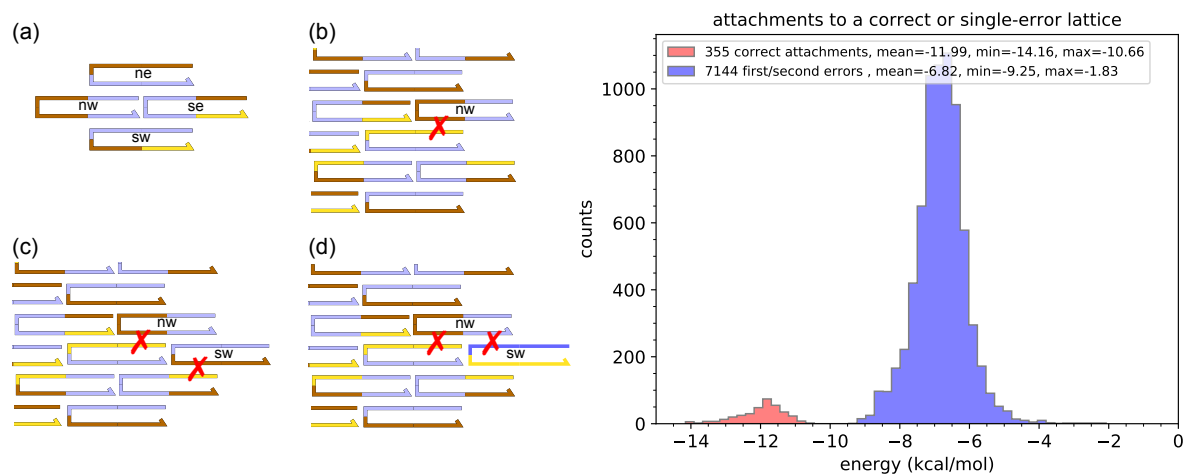 (a)
ne
nw
se
sw
(b)
nw
(c)
nw
sw
(d)
nw
sw
attachments to a correct or single-error lattice
355 correct attachments, mean=-11.99, min=-14.16, max=-10.66
7144 first/second errors , mean=-6.82, min=-9.25, max=-1.83
counts
1000
800
600
400
200
0
−14
−12
−10
−8
−6
−4
−2
0
energy (kcal/mol)